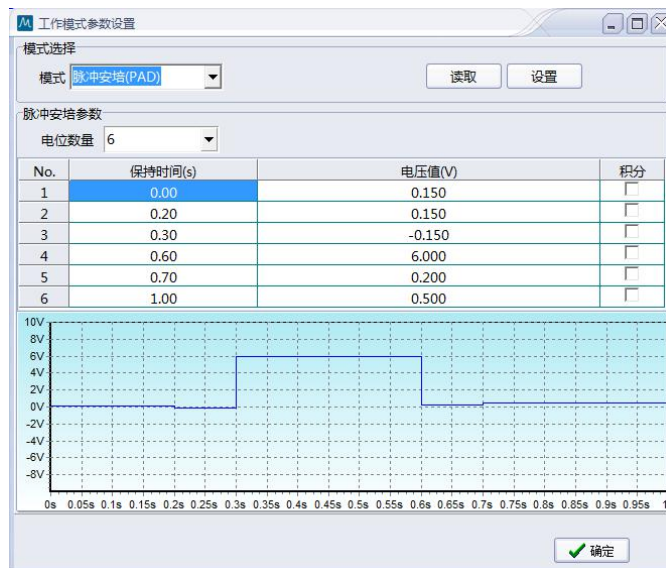 工作模式参数设置
模式选择
模式 脉冲安培(PAD) 读取 设置
脉冲安培参数
电位数量 6
No. 保持时间(s) 电压值(V) 积分
1 0.00 0.150
2 0.20 0.150
3 0.30 -0.150
4 0.60 6.000
5 0.70 0.200
6 1.00 0.500
10V
8V
6V
4V
2V
0V
-2V
-4V
-6V
-8V
0s 0.05s 0.1s 0.15s 0.2s 0.25s 0.3s 0.35s 0.4s 0.45s 0.5s 0.55s 0.6s 0.65s 0.7s 0.75s 0.8s 0.85s 0.9s 0.95s 1
确定